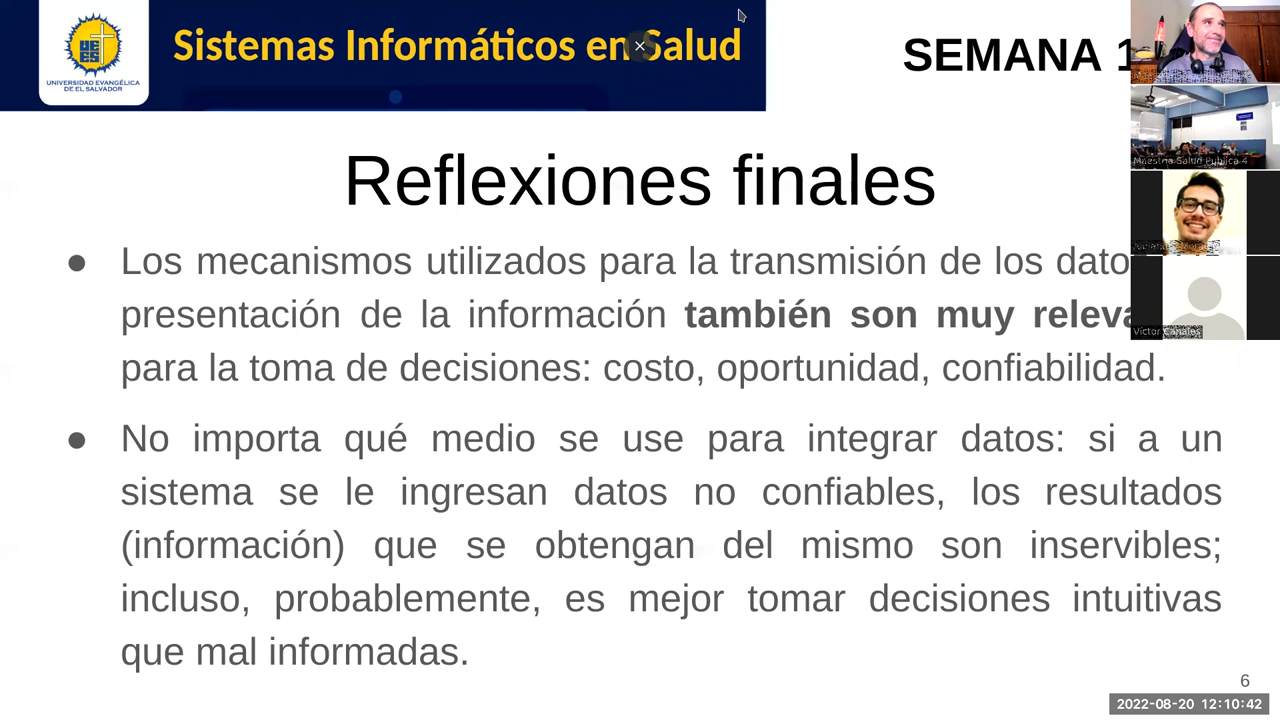 Sistemas Informáticos en Salud
UNIVERSIDAD EVANGÉLICA
DE EL SALVADOR
SEMANA 1
Reflexiones finales
● Los mecanismos utilizados para la transmisión de los dato
presentación de la información también son muy releva
para la toma de decisiones: costo, oportunidad, confiabilidad.
● No importa qué medio se use para integrar datos: si a un
sistema se le ingresan datos no confiables, los resultados
(información) que se obtengan del mismo son inservibles;
incluso, probablemente, es mejor tomar decisiones intuitivas
que mal informadas.
Maestria Salud Publica 4
Victor Canales
6
2022-08-20 12:10:42